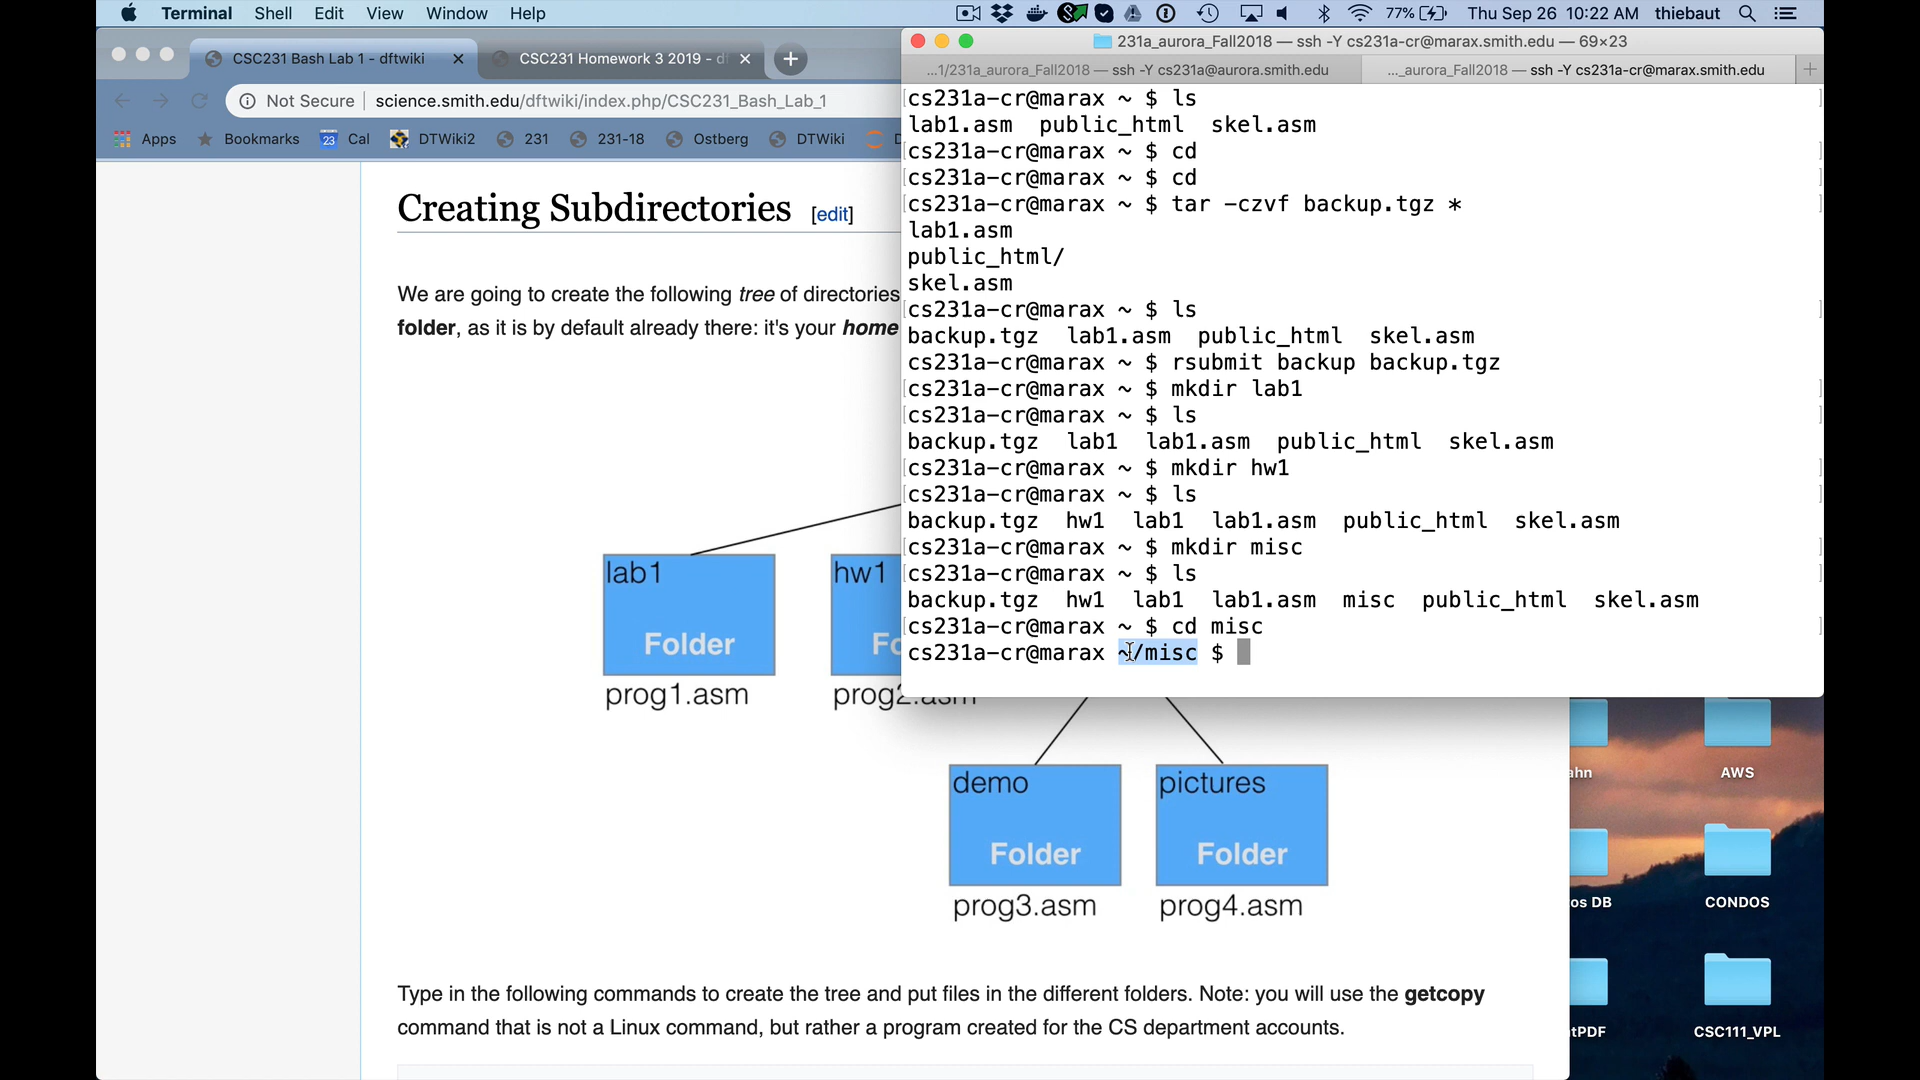 Terminal Shell Edit View Window Help 77% Thu Sep 26 10:22 AM thiebaut
CSC231 Bash Lab 1 - dftwiki
CSC231 Homework 3 2019 - d
Not Secure science.smith.edu/dftwiki/index.php/CSC231_Bash_Lab_1
Apps Bookmarks 23 Cal DTWiki2 231 231-18 Ostberg DTWiki
Creating Subdirectories [edit]
We are going to create the following tree of directories
folder, as it is by default already there: it's your home
lab1
Folder
prog1.asm
hw1
Fo
prog2.asm
demo
Folder
prog3.asm
pictures
Folder
prog4.asm
Type in the following commands to create the tree and put files in the different folders. Note: you will use the getcopy
command that is not a Linux command, but rather a program created for the CS department accounts.
231a_aurora_Fall2018 — ssh -Y cs231a-cr@marax.smith.edu — 69×23
...1/231a_aurora_Fall2018 — ssh -Y cs231a@aurora.smith.edu
..._aurora_Fall2018 — ssh -Y cs231a-cr@marax.smith.edu
cs231a-cr@marax ~ $ ls
lab1.asm public_html skel.asm
cs231a-cr@marax ~ $ cd
cs231a-cr@marax ~ $ cd
cs231a-cr@marax ~ $ tar -czvf backup.tgz *
lab1.asm
public_html/
skel.asm
cs231a-cr@marax ~ $ ls
backup.tgz lab1.asm public_html skel.asm
cs231a-cr@marax ~ $ rsubmit backup backup.tgz
cs231a-cr@marax ~ $ mkdir lab1
cs231a-cr@marax ~ $ ls
backup.tgz lab1 lab1.asm public_html skel.asm
cs231a-cr@marax ~ $ mkdir hw1
cs231a-cr@marax ~ $ ls
backup.tgz hw1 lab1 lab1.asm public_html skel.asm
cs231a-cr@marax ~ $ mkdir misc
cs231a-cr@marax ~ $ ls
backup.tgz hw1 lab1 lab1.asm misc public_html skel.asm
cs231a-cr@marax ~ $ cd misc
cs231a-cr@marax ~/misc $
ahn
AWS
os DB
CONDOS
tPDF
CSC111_VPL